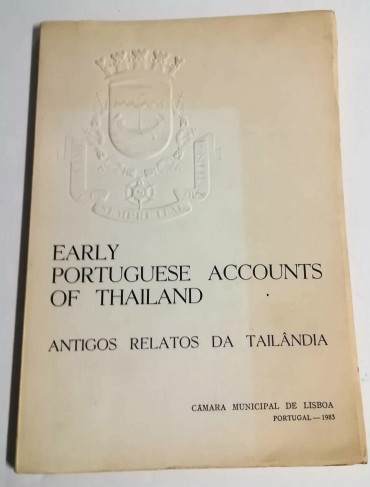 EARLY
PORTUGUESE ACCOUNTS
OF THAILAND
ANTIGOS RELATOS DA TAILÂNDIA
CÂMARA MUNICIPAL DE LISBOA
PORTUGAL — 1983